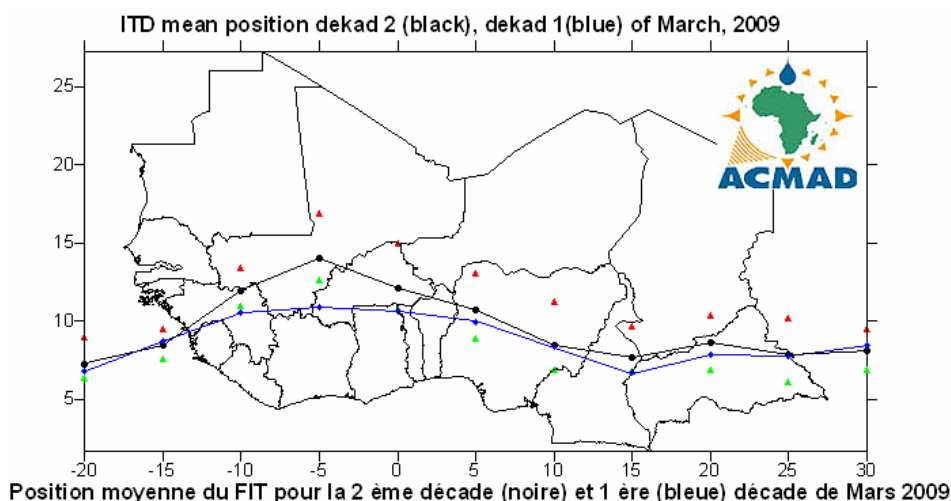 ITD mean position dekad 2 (black), dekad 1(blue) of March, 2009
25
20
15
10
5
ACMAD
-20 -15 -10 -5 0 5 10 15 20 25 30
Position moyenne du FIT pour la 2 ème décade (noire) et 1 ère (bleue) décade de Mars 2009